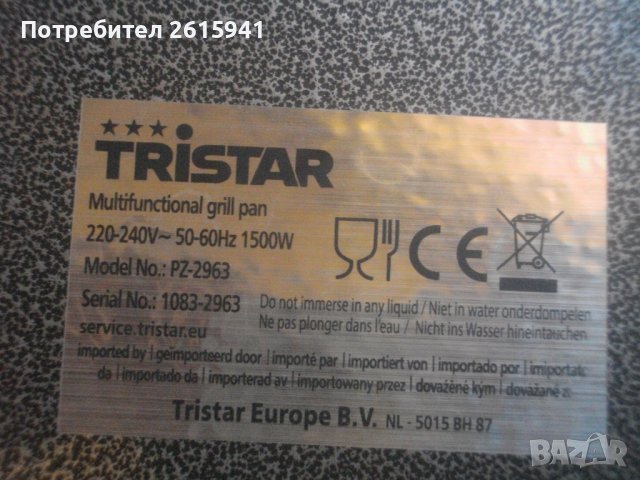 Потребител 2615941
TRISTAR
Multifunctional grill pan
220-240V~ 50-60Hz 1500W
Model No.: PZ-2963
Serial No.: 1083-2963
service.tristar.eu
CE
Do not immerse in any liquid / Niet in water onderdompelen
Ne pas plonger dans l'eau / Nicht ins Wasser hineintauchen
imported by | geïmporteerd door | importé par | importiert von | importado por | importato
da | importado da | importerad av | importowany przez | dovážené kým | dovážané z
Tristar Europe B.V. NL - 5015 BH 87
BAZAR